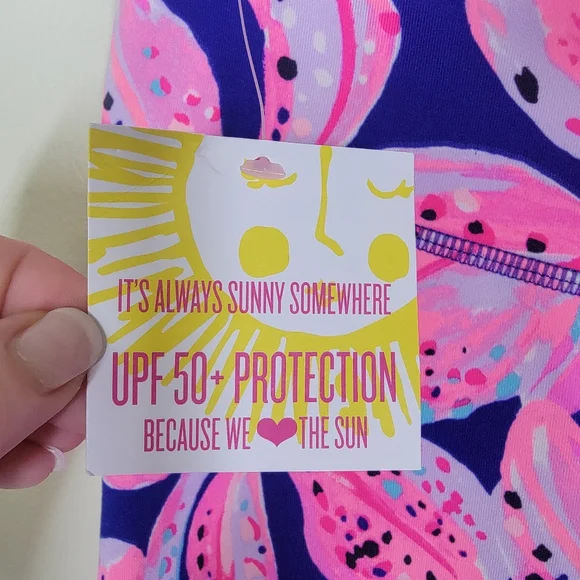 IT'S ALWAYS SUNNY SOMEWHERE
UPF 50+ PROTECTION
BECAUSE WE ♥ THE SUN